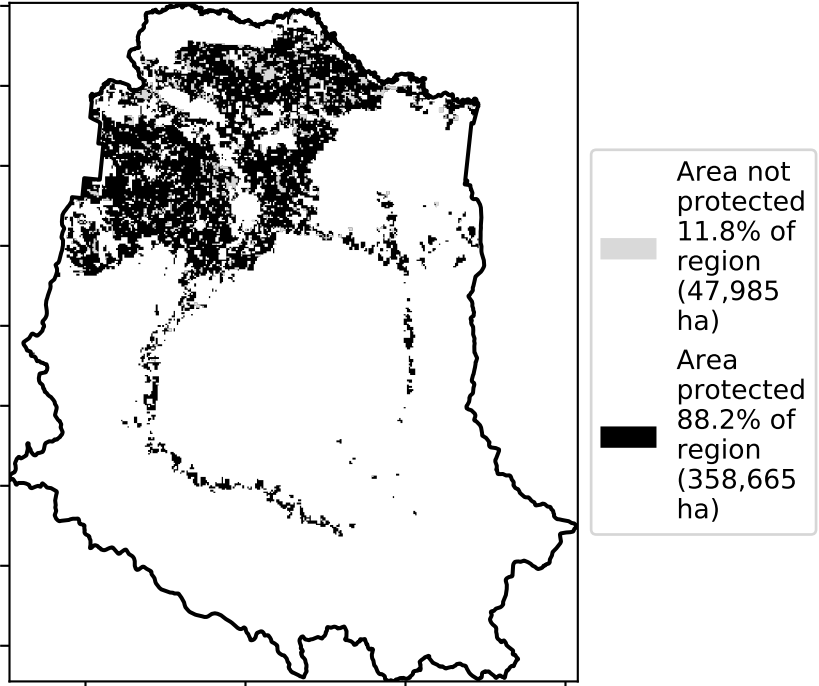 Area not
protected
11.8% of
region
(47,985
ha)
Area
protected
88.2% of
region
(358,665
ha)